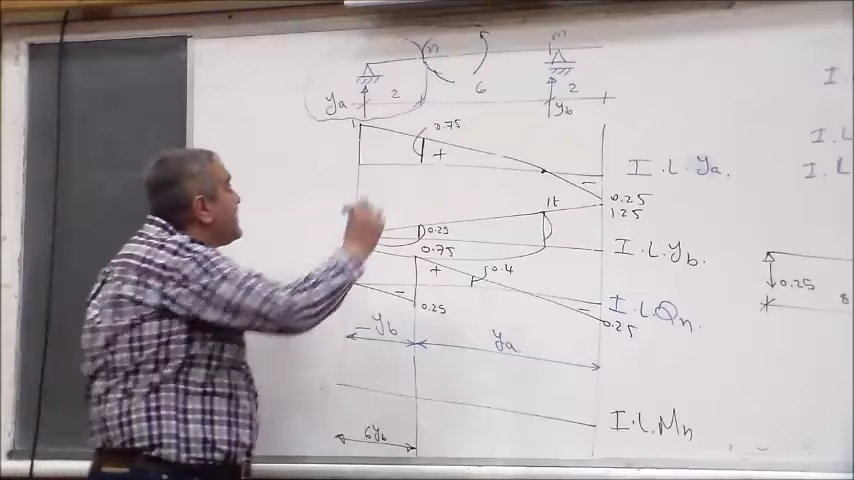 n m
6
2 2
ya yb
1 0.75
+
I.L.ya.
I.
-
0.25
1.25
I.L
I.L
1t
0.25
I.L.yb.
0.75
+ 0.4
0.25
8
- 0.25
I.L.Qn.
- 0.25
-yb ya
I.L.Mn
6yb